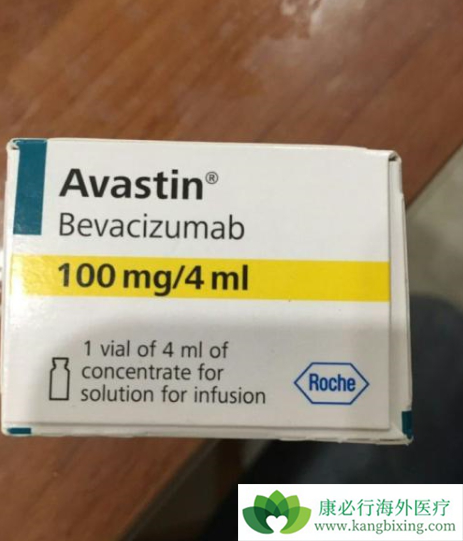 Avastin®
Bevacizumab
100 mg/4 ml
1 vial of 4 ml of
concentrate for
solution for infusion
Roche
康必行海外医疗
www.kangbixing.com